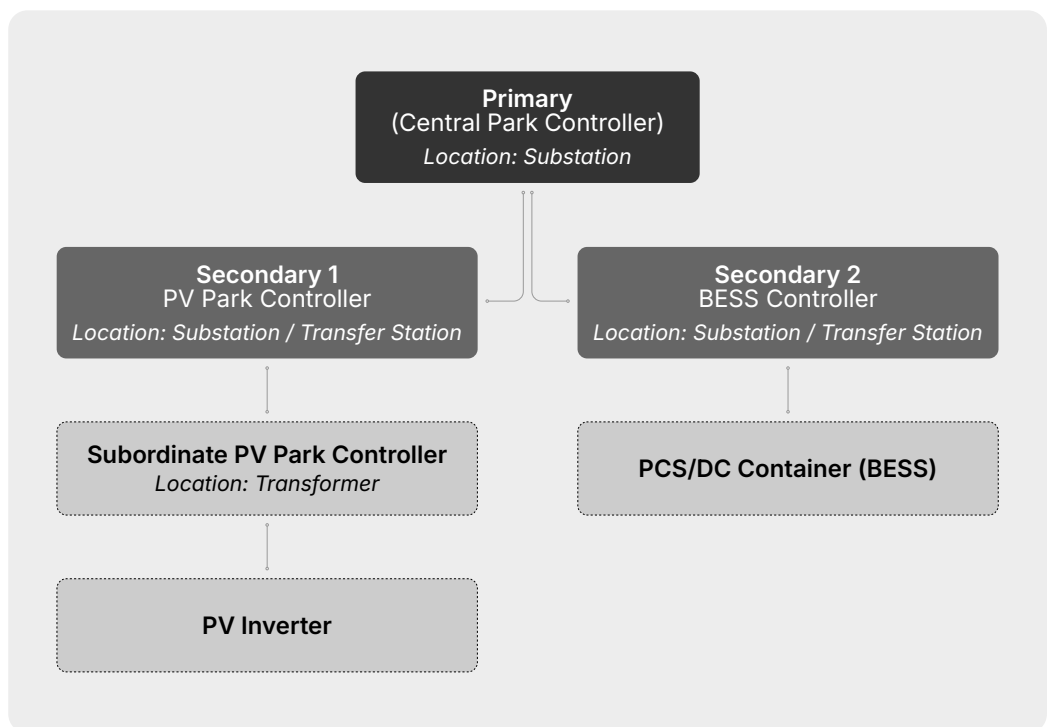 Primary
(Central Park Controller)
Location: Substation
Secondary 1
PV Park Controller
Location: Substation / Transfer Station
Secondary 2
BESS Controller
Location: Substation / Transfer Station
Subordinate PV Park Controller
Location: Transformer
PCS/DC Container (BESS)
PV Inverter